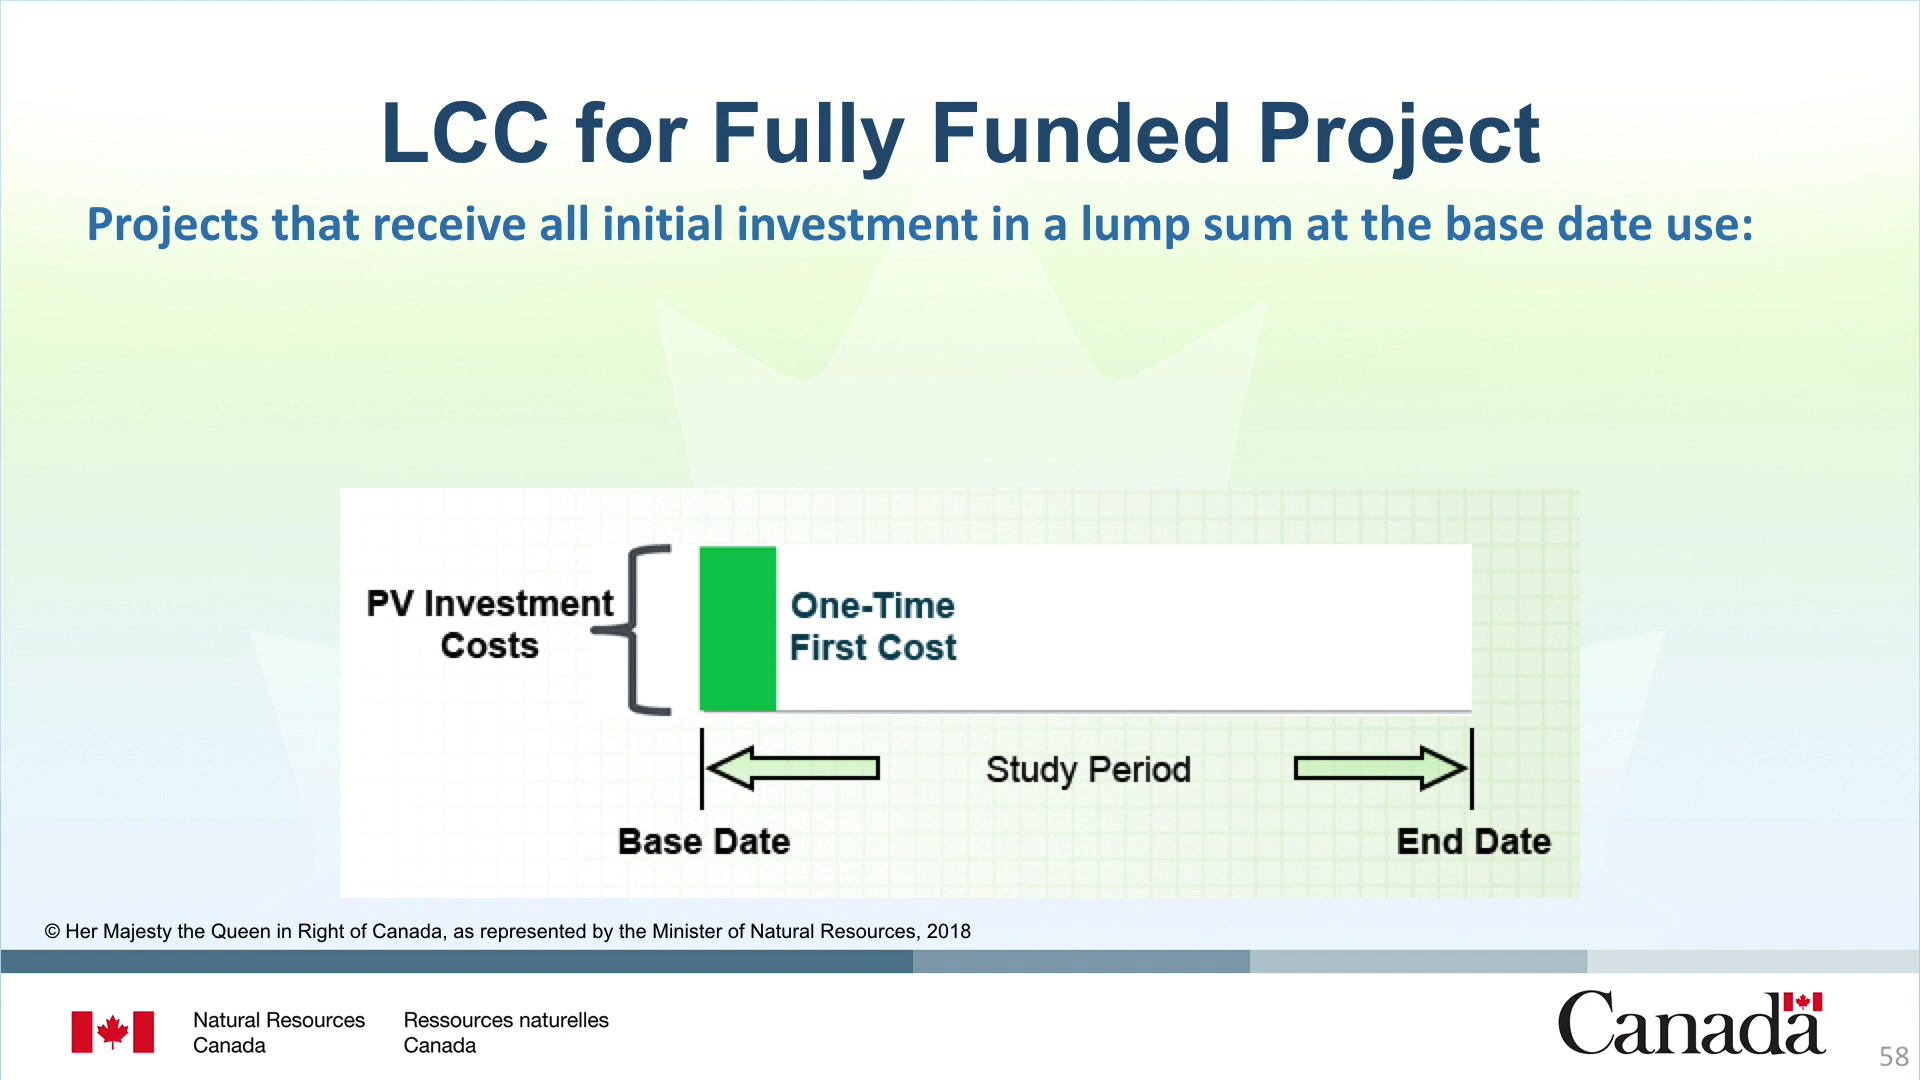 LCC for Fully Funded Project
Projects that receive all initial investment in a lump sum at the base date use:
PV Investment
Costs
One-Time
First Cost
Study Period
Base Date
End Date
© Her Majesty the Queen in Right of Canada, as represented by the Minister of Natural Resources, 2018
Natural Resources
Canada
Ressources naturelles
Canada
Canada
58